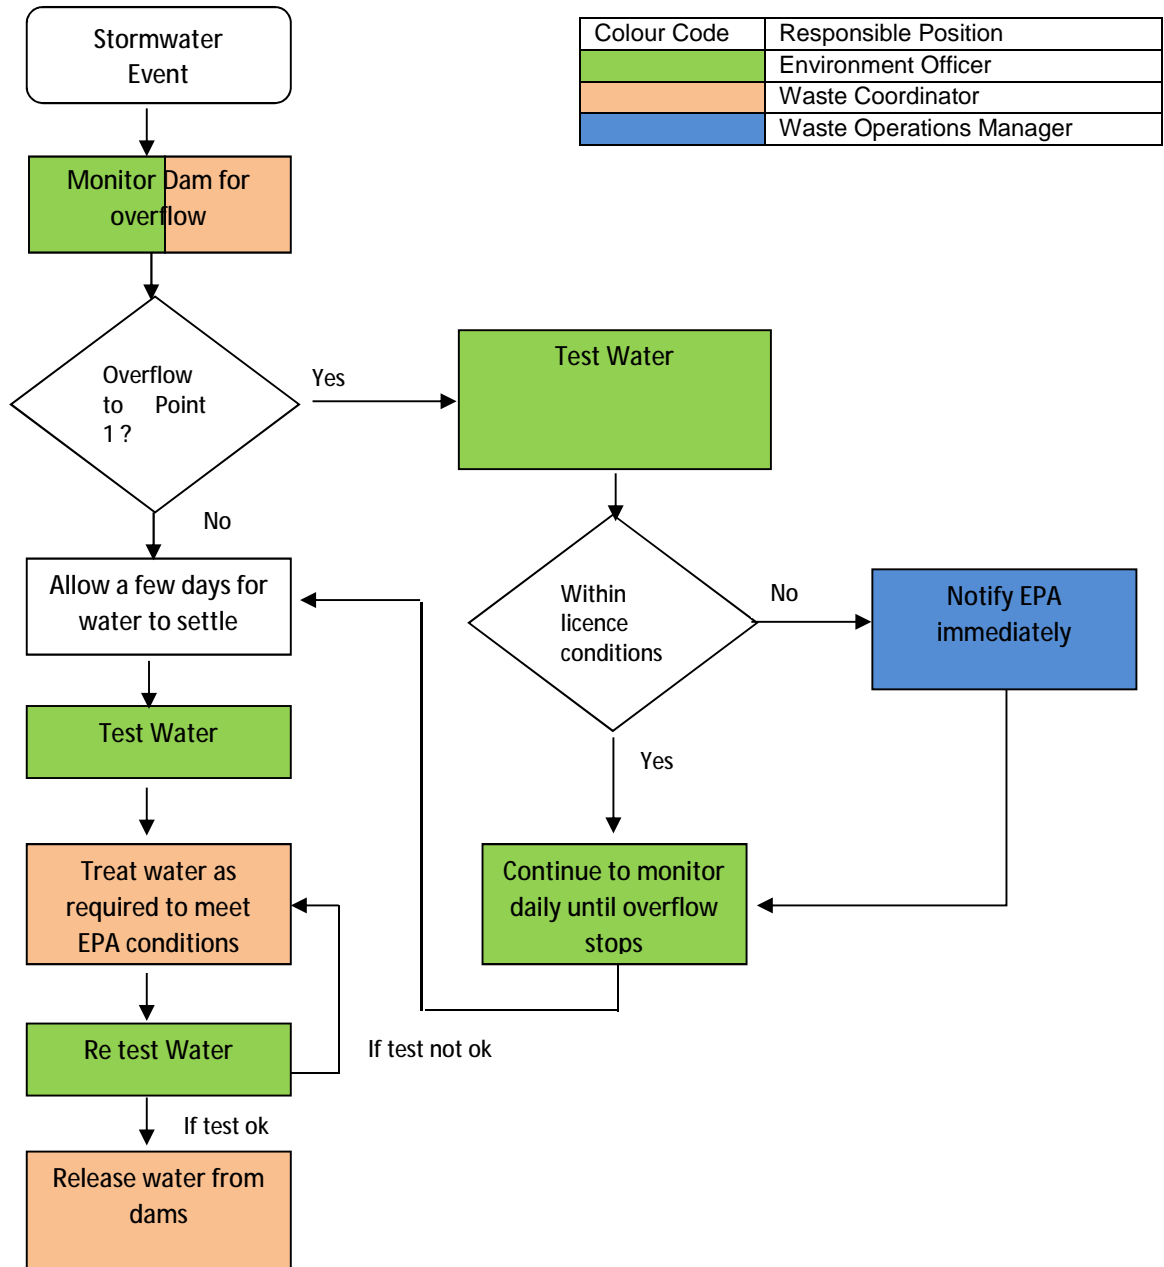 Stormwater
Event
Colour Code Responsible Position
Environment Officer
Waste Coordinator
Waste Operations Manager
Monitor Dam for
overflow
Overflow
to Point
1 ?
Yes
Test Water
No
Allow a few days for
water to settle
Within
licence
conditions
No
Notify EPA
immediately
Test Water
Yes
Treat water as
required to meet
EPA conditions
Continue to monitor
daily until overflow
stops
Re test Water
If test not ok
If test ok
Release water from
dams